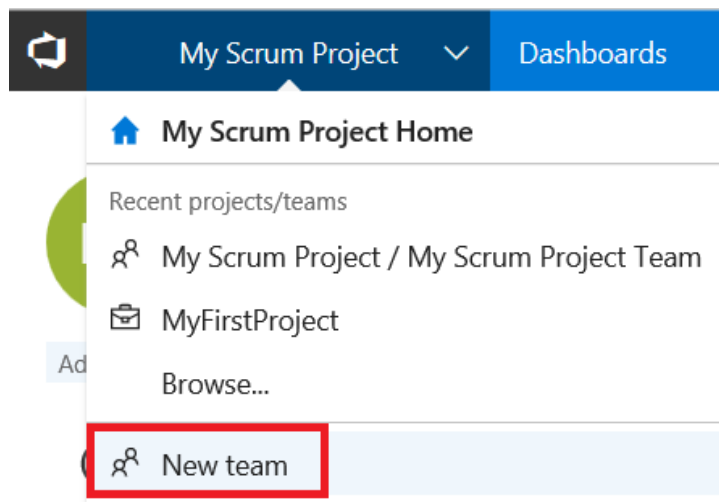 My Scrum Project Dashboards
My Scrum Project Home
Recent projects/teams
My Scrum Project / My Scrum Project Team
MyFirstProject
Ad
Browse...
New team